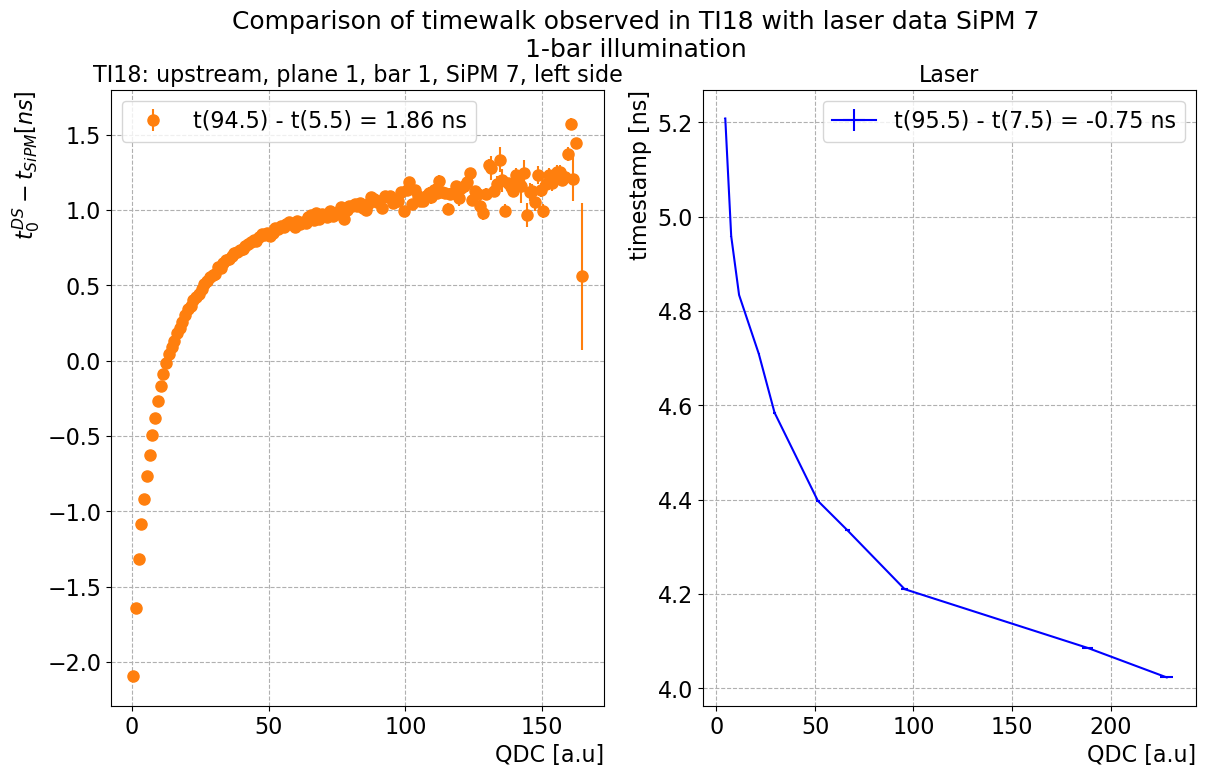 Comparison of timewalk observed in TI18 with laser data SiPM 7
1-bar illumination
TI18: upstream, plane 1, bar 1, SiPM 7, left side
t(94.5) - t(5.5) = 1.86 ns
t_0^{DS} − t_{SiPM}[ns]
1.5
1.0
0.5
0.0
−0.5
−1.0
−1.5
−2.0
0 50 100 150
QDC [a.u]
Laser
t(95.5) - t(7.5) = -0.75 ns
timestamp [ns]
5.2
5.0
4.8
4.6
4.4
4.2
4.0
0 50 100 150 200
QDC [a.u]